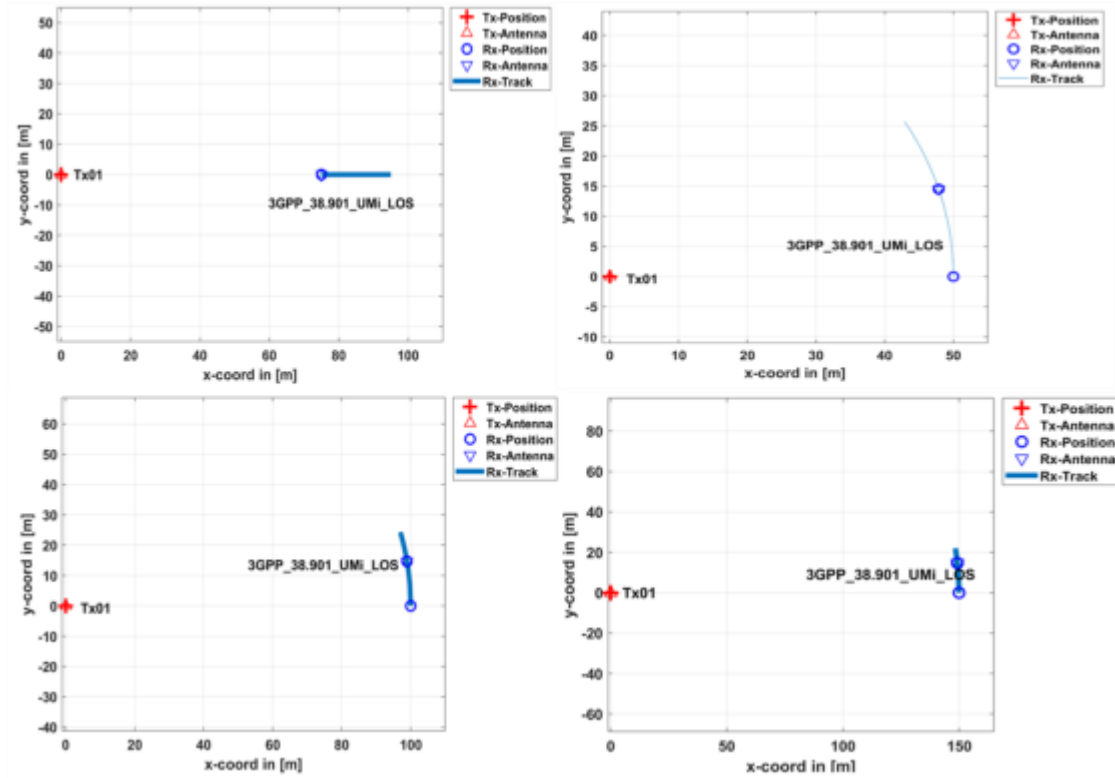 50
40
30
20
10
0
-10
-20
-30
-40
-50
y-coord in [m]
Tx01
3GPP_38.901_UMi_LOS
0
20
40
60
80
100
x-coord in [m]
Tx-Position
Tx-Antenna
Rx-Position
Rx-Antenna
Rx-Track
40
35
30
25
20
15
10
5
0
-5
-10
y-coord in [m]
Tx01
3GPP_38.901_UMi_LOS
0
10
20
30
40
50
x-coord in [m]
Tx-Position
Tx-Antenna
Rx-Position
Rx-Antenna
Rx-Track
60
50
40
30
20
10
0
-10
-20
-30
-40
y-coord in [m]
Tx01
3GPP_38.901_UMi_LOS
0
20
40
60
80
100
x-coord in [m]
Tx-Position
Tx-Antenna
Rx-Position
Rx-Antenna
Rx-Track
80
60
40
20
0
-20
-40
-60
y-coord in [m]
Tx01
3GPP_38.901_UMi_LOS
0
50
100
150
x-coord in [m]
Tx-Position
Tx-Antenna
Rx-Position
Rx-Antenna
Rx-Track